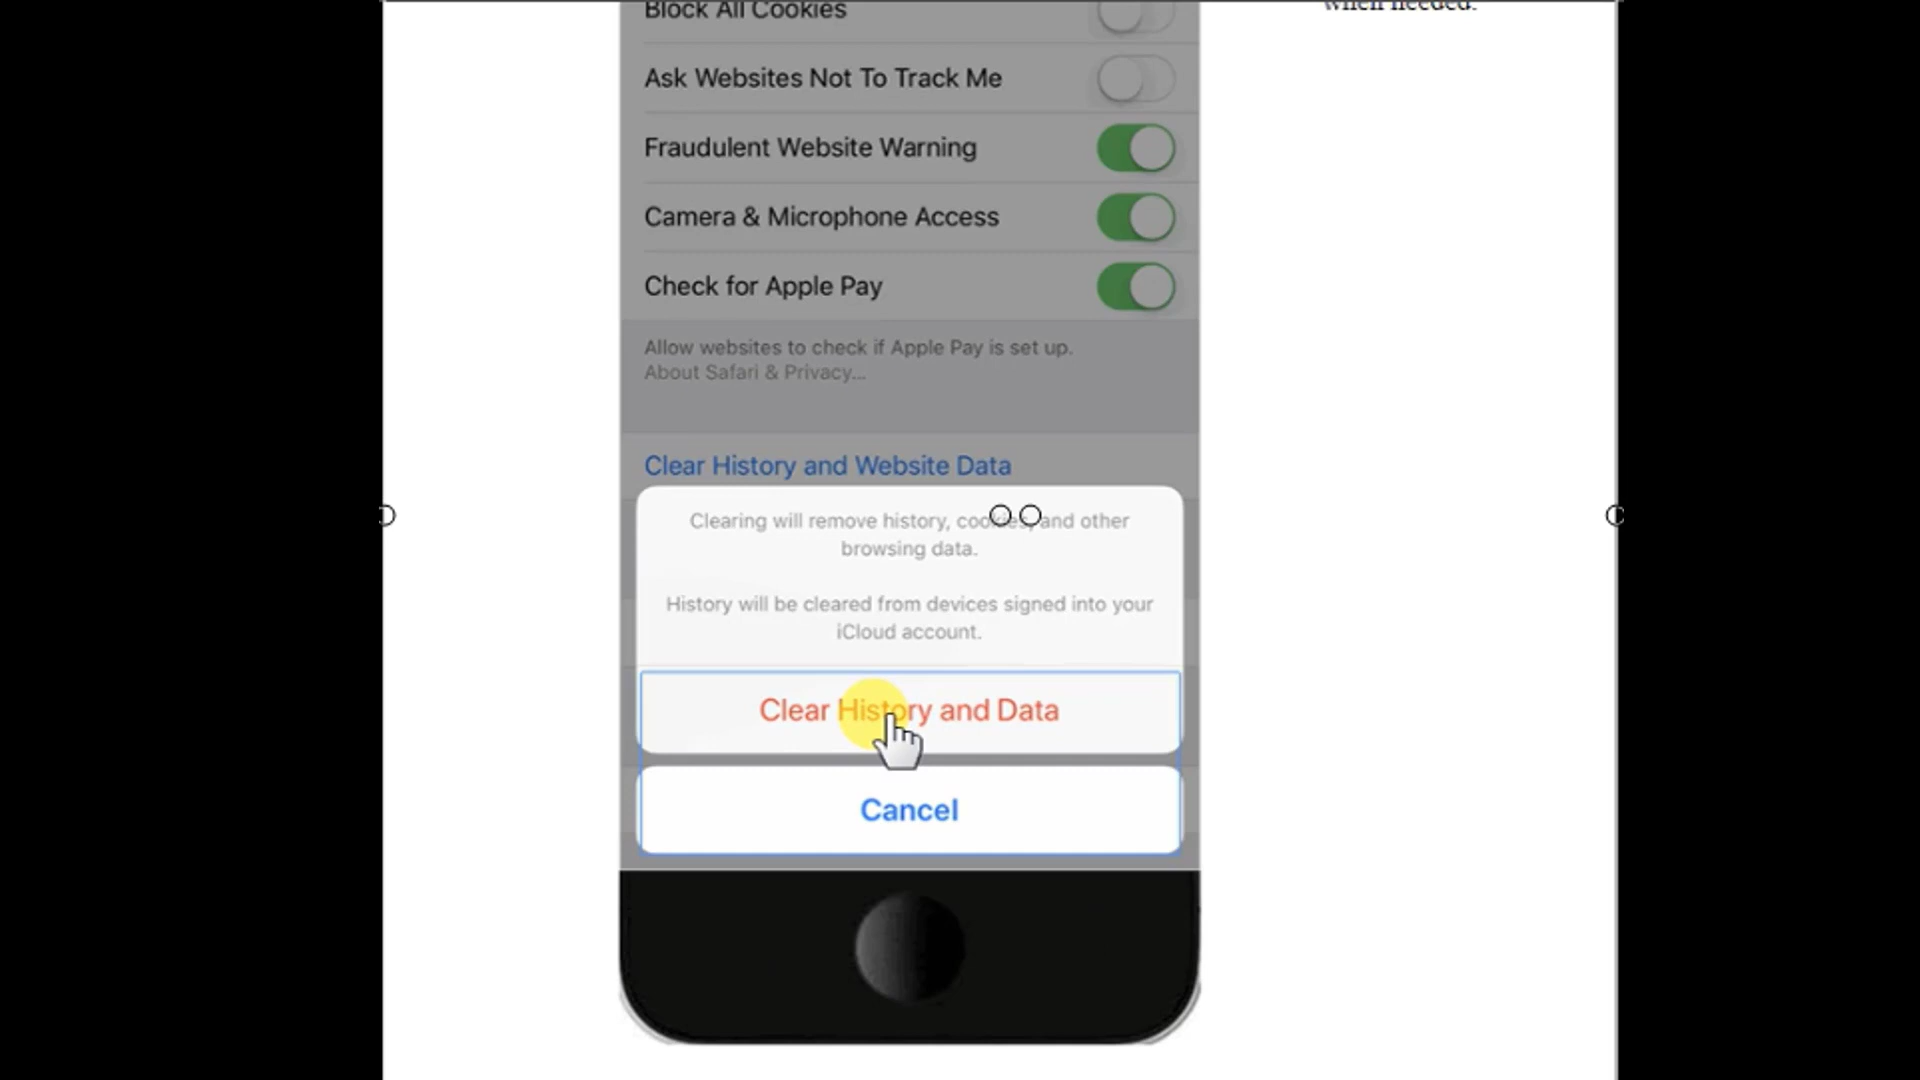 when needed.
Block All Cookies
Ask Websites Not To Track Me
Fraudulent Website Warning
Camera & Microphone Access
Check for Apple Pay
Allow websites to check if Apple Pay is set up.
About Safari & Privacy...
Clear History and Website Data
Clearing will remove history, cookies, and other
browsing data.
History will be cleared from devices signed into your
iCloud account.
Clear History and Data
Cancel